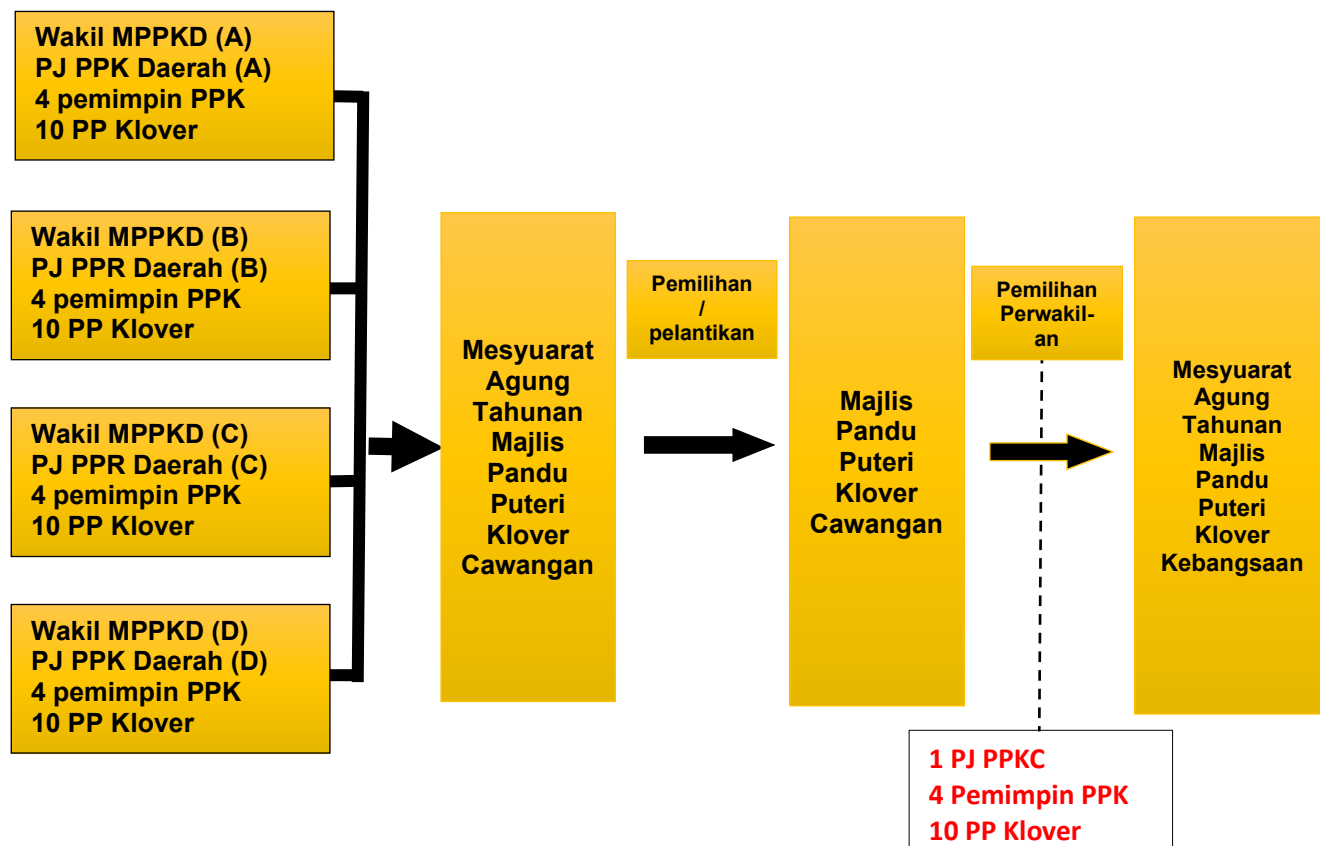 Wakil MPPKD (A)
PJ PPK Daerah (A)
4 pemimpin PPK
10 PP Klover
Wakil MPPKD (B)
PJ PPR Daerah (B)
4 pemimpin PPK
10 PP Klover
Wakil MPPKD (C)
PJ PPR Daerah (C)
4 pemimpin PPK
10 PP Klover
Wakil MPPKD (D)
PJ PPK Daerah (D)
4 pemimpin PPK
10 PP Klover
Mesyuarat
Agung
Tahunan
Majlis
Pandu
Puteri
Klover
Cawangan
Pemilihan
/
pelantikan
Majlis
Pandu
Puteri
Klover
Cawangan
Pemilihan
Perwakil-
an
Mesyuarat
Agung
Tahunan
Majlis
Pandu
Puteri
Klover
Kebangsaan
1 PJ PPKC
4 Pemimpin PPK
10 PP Klover